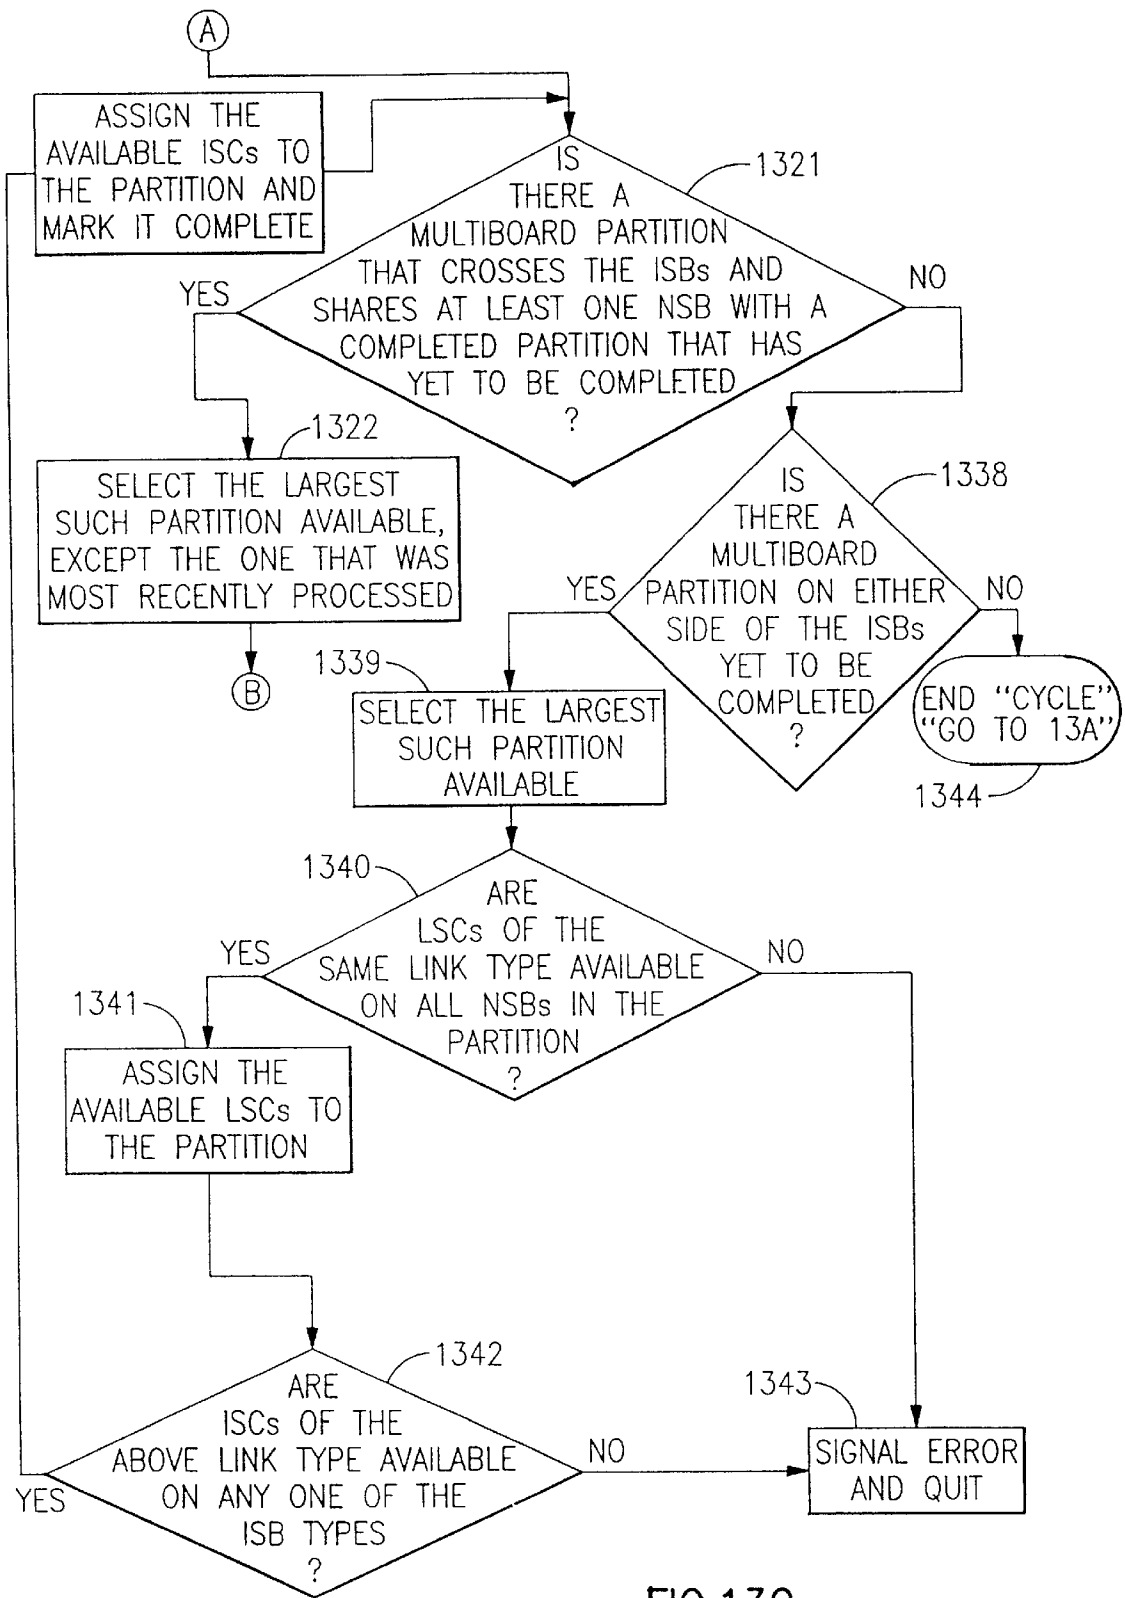 A
ASSIGN THE
AVAILABLE ISCs TO
THE PARTITION AND
MARK IT COMPLETE
1321
IS
THERE A
MULTIBOARD PARTITION
THAT CROSSES THE ISBs AND
SHARES AT LEAST ONE NSB WITH A
COMPLETED PARTITION THAT HAS
YET TO BE COMPLETED
?
YES
NO
1322
SELECT THE LARGEST
SUCH PARTITION AVAILABLE,
EXCEPT THE ONE THAT WAS
MOST RECENTLY PROCESSED
B
1338
IS
THERE A
MULTIBOARD
PARTITION ON EITHER
SIDE OF THE ISBs
YET TO BE
COMPLETED
?
YES
NO
END "CYCLE"
"GO TO 13A"
1344
1339
SELECT THE LARGEST
SUCH PARTITION
AVAILABLE
1340
ARE
LSCs OF THE
SAME LINK TYPE AVAILABLE
ON ALL NSBs IN THE
PARTITION
?
YES
NO
1341
ASSIGN THE
AVAILABLE LSCs TO
THE PARTITION
1342
ARE
ISCs OF THE
ABOVE LINK TYPE AVAILABLE
ON ANY ONE OF THE
ISB TYPES
?
YES
NO
1343
SIGNAL ERROR
AND QUIT